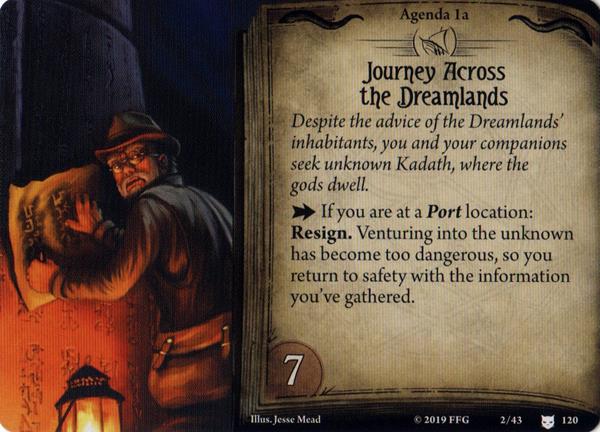 Agenda 1a
Journey Across
the Dreamlands
Despite the advice of the Dreamlands'
inhabitants, you and your companions
seek unknown Kadath, where the
gods dwell.
If you are at a Port location:
Resign. Venturing into the unknown
has become too dangerous, so you
return to safety with the information
you've gathered.
7
Illus. Jesse Mead © 2019 FFG 2/43 120